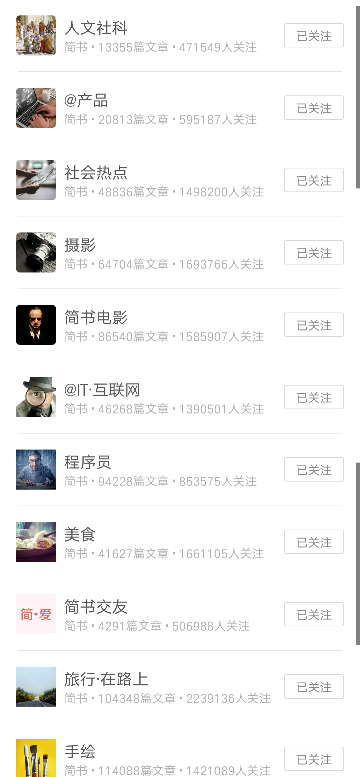 人文社科
简书·13355篇文章·471549人关注
已关注
@产品
简书·20813篇文章·595187人关注
已关注
社会热点
简书·48836篇文章·1498200人关注
已关注
摄影
简书·64704篇文章·1693766人关注
已关注
简书电影
简书·86540篇文章·1585907人关注
已关注
@IT·互联网
简书·46268篇文章·1390501人关注
已关注
程序员
简书·94228篇文章·853575人关注
已关注
美食
简书·41627篇文章·1661105人关注
已关注
简·爱
简书交友
简书·4291篇文章·506988人关注
已关注
旅行·在路上
简书·104348篇文章·2239136人关注
已关注
手绘
简书·114088篇文章·1421089人关注
已关注